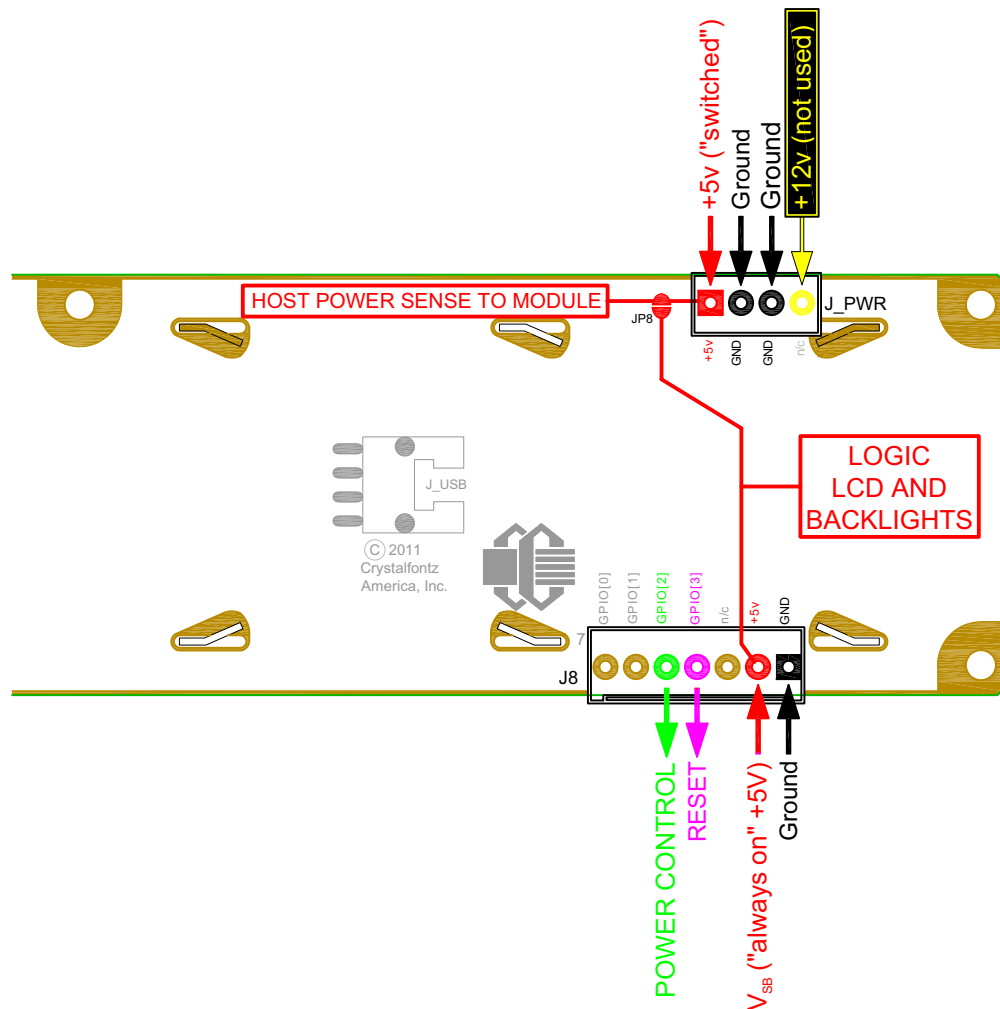 +5v ("switched")
Ground
Ground
+12v (not used)
HOST POWER SENSE TO MODULE
JP8
J_PWR
+5v
GND
GND
n/c
LOGIC
LCD AND
BACKLIGHTS
J_USB
© 2011
Crystalfontz
America, Inc.
GPIO[0]
GPIO[1]
GPIO[2]
GPIO[3]
n/c
+5v
GND
7
J8
POWER CONTROL
RESET
VSB ("always on" +5V)
Ground